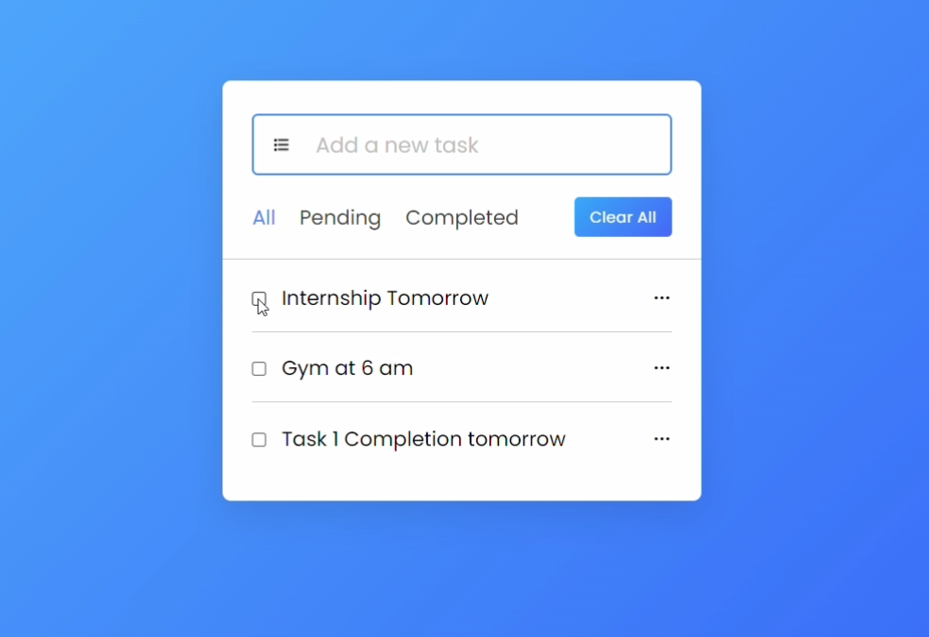 Add a new task
All Pending Completed Clear All
Internship Tomorrow
Gym at 6 am
Task 1 Completion tomorrow